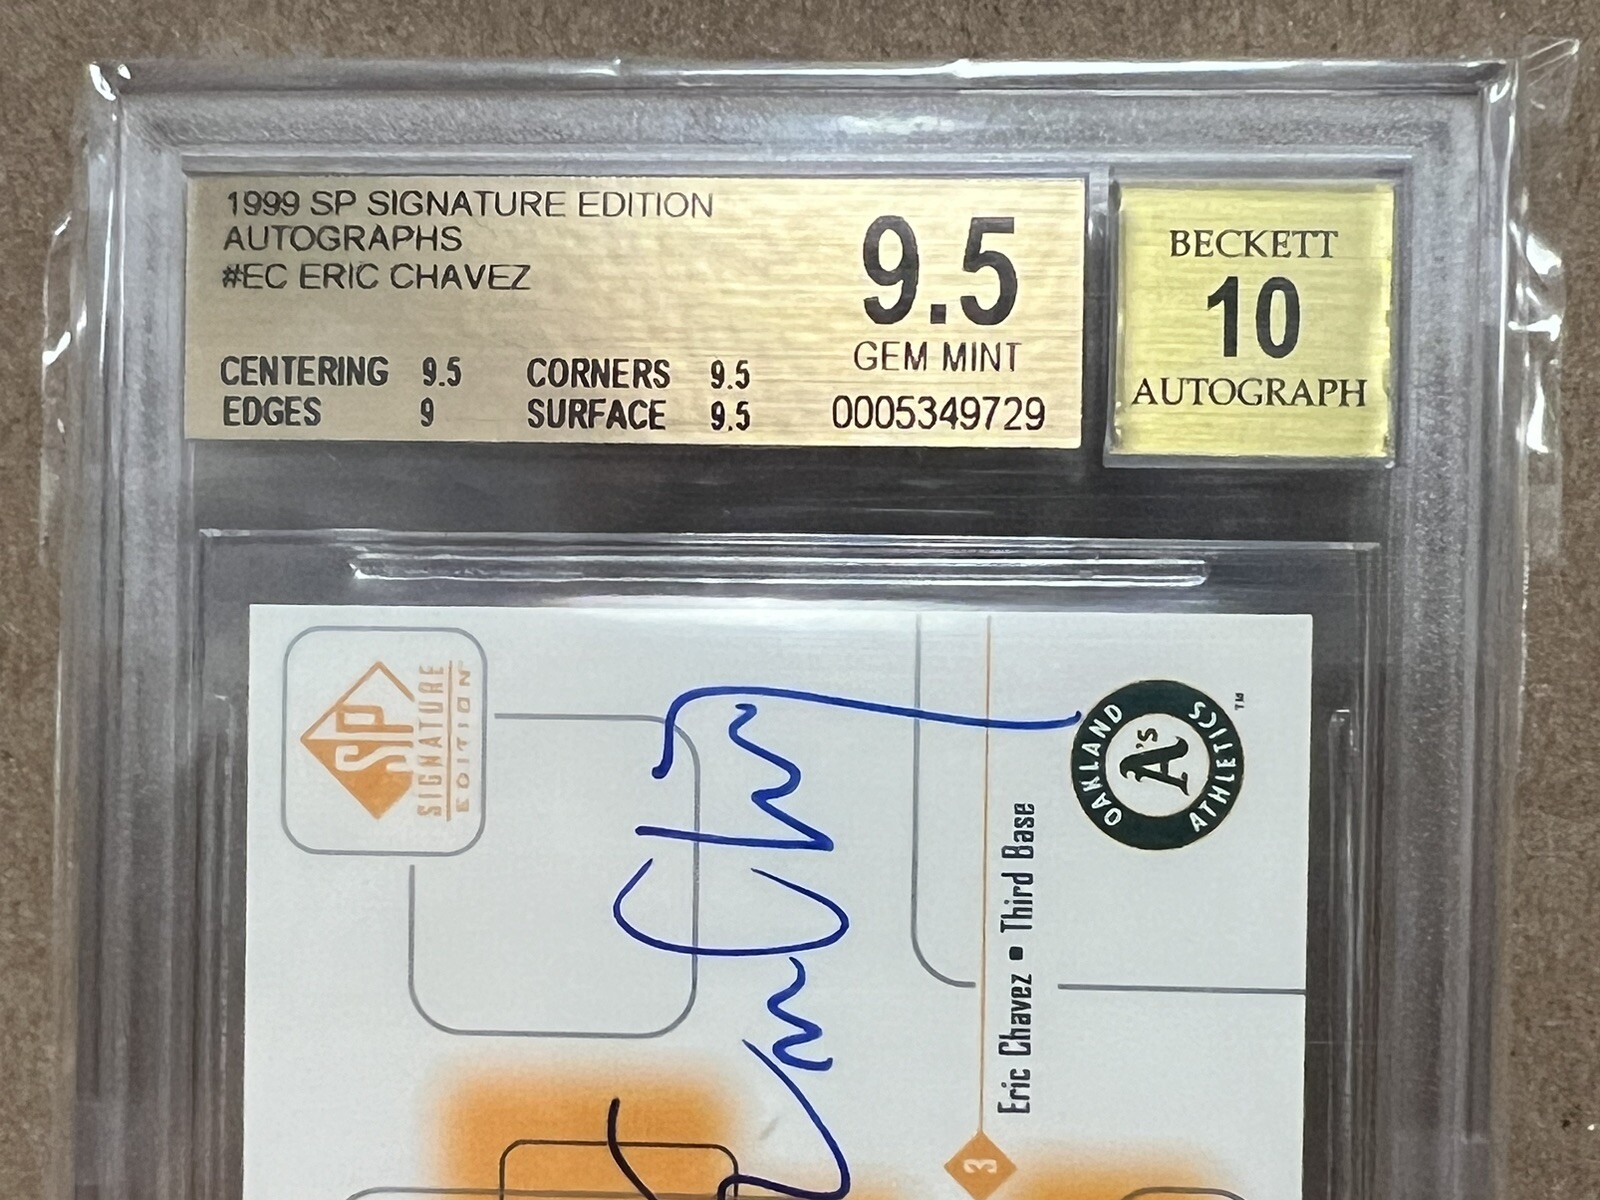 1999 SP SIGNATURE EDITION
AUTOGRAPHS
#EC ERIC CHAVEZ
CENTERING 9.5 CORNERS 9.5
EDGES 9 SURFACE 9.5
9.5
GEM MINT
0005349729
BECKETT
10
AUTOGRAPH
SP
SIGNATURE
EDITION
Eric Chavez • Third Base
3
OAKLAND
A's
ATHLETICS
TM